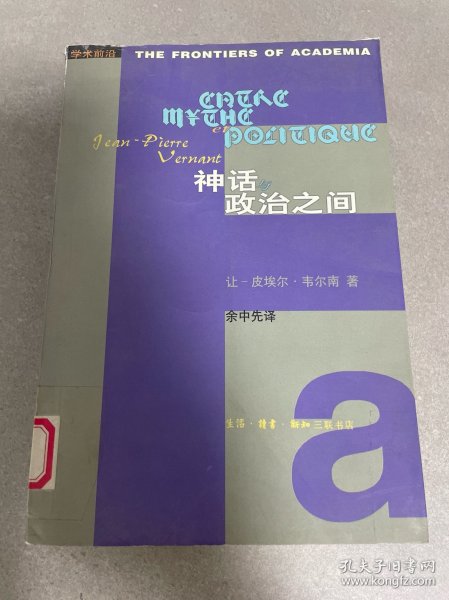 学术前沿 THE FRONTIERS OF ACADEMIA
ENTRE
MYTHE
et POLITIQUE
Jean-Pierre
Vernant
神话与
政治之间
让-皮埃尔·韦尔南 著
余中先译
生活·讀書·新知三联书店
a
孔夫子旧书网
www.kongfz.com